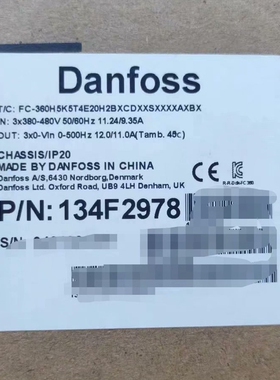 Danfoss
T/C: FC-360H5K5T4E20H2BXCDXXSXXXXAXBX
IN: 3x380-480V 50/60Hz 11.24/9.35A
OUT: 3x0-Vin 0-500Hz 12.0/11.0A(Tamb. 45c)
CHASSIS/IP20
MADE BY DANFOSS IN CHINA
Danfoss A/S,6430 Nordborg,Denmark
Danfoss Ltd. Oxford Road, UB9 4LH Denham, UK
CE
P/N: 134F2978
S/N: